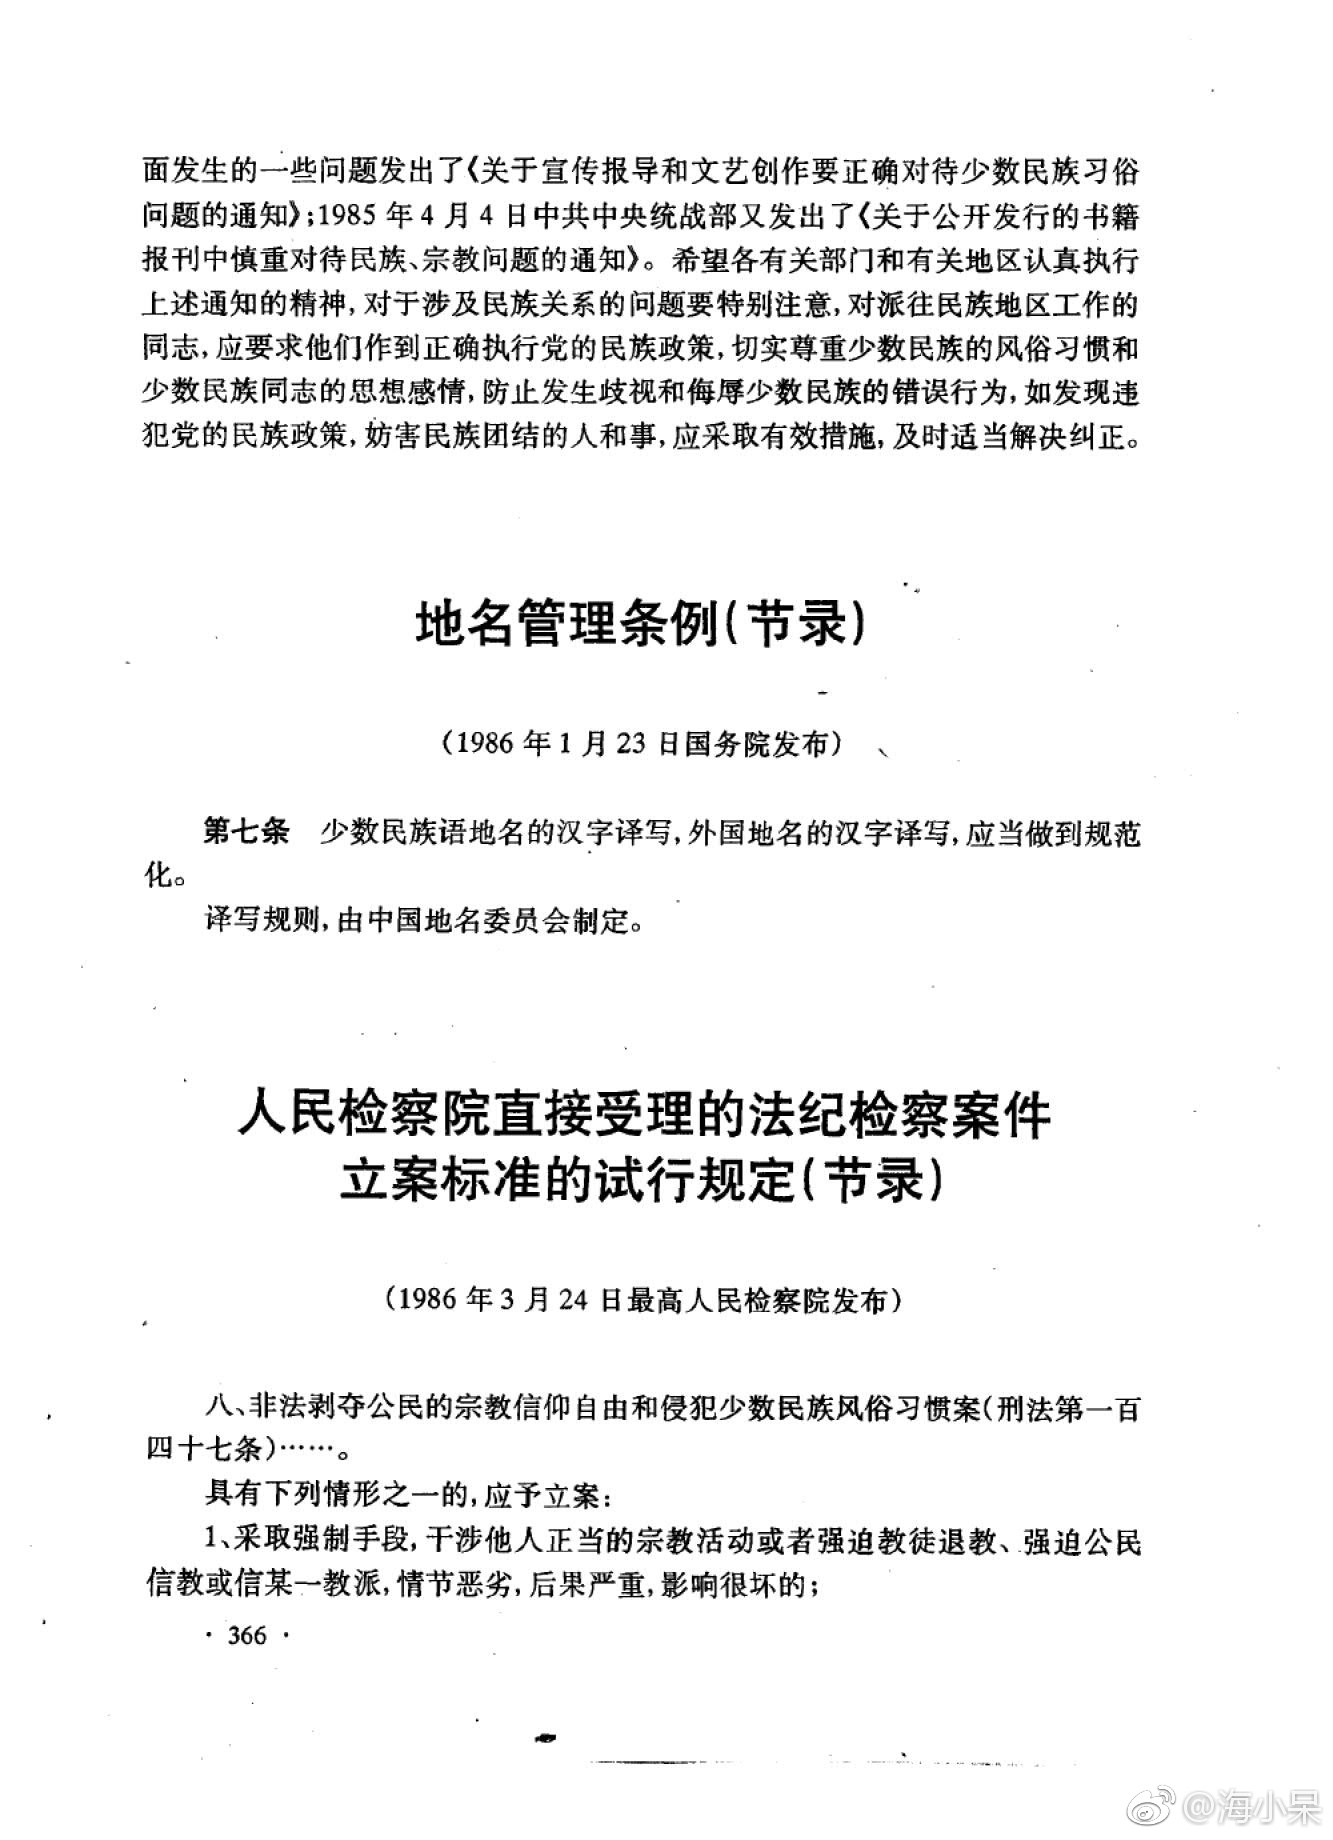 面发生的一些问题发出了《关于宣传报导和文艺创作要正确对待少数民族习俗
问题的通知》;1985年4月4日中共中央统战部又发出了《关于公开发行的书籍
报刊中慎重对待民族、宗教问题的通知》。希望各有关部门和有关地区认真执行
上述通知的精神,对于涉及民族关系的问题要特别注意,对派往民族地区工作的
同志,应要求他们作到正确执行党的民族政策,切实尊重少数民族的风俗习惯和
少数民族同志的思想感情,防止发生歧视和侮辱少数民族的错误行为,如发现违
犯党的民族政策,妨害民族团结的人和事,应采取有效措施,及时适当解决纠正。
地名管理条例(节录)
(1986年1月23日国务院发布)
第七条 少数民族语地名的汉字译写,外国地名的汉字译写,应当做到规范
化。
译写规则,由中国地名委员会制定。
人民检察院直接受理的法纪检察案件
立案标准的试行规定(节录)
(1986年3月24日最高人民检察院发布)
八、非法剥夺公民的宗教信仰自由和侵犯少数民族风俗习惯案(刑法第一百
四十七条)……。
具有下列情形之一的,应予立案:
1、采取强制手段,干涉他人正当的宗教活动或者强迫教徒退教、强迫公民
信教或信某一教派,情节恶劣,后果严重,影响很坏的;
· 366 ·
@海小呆